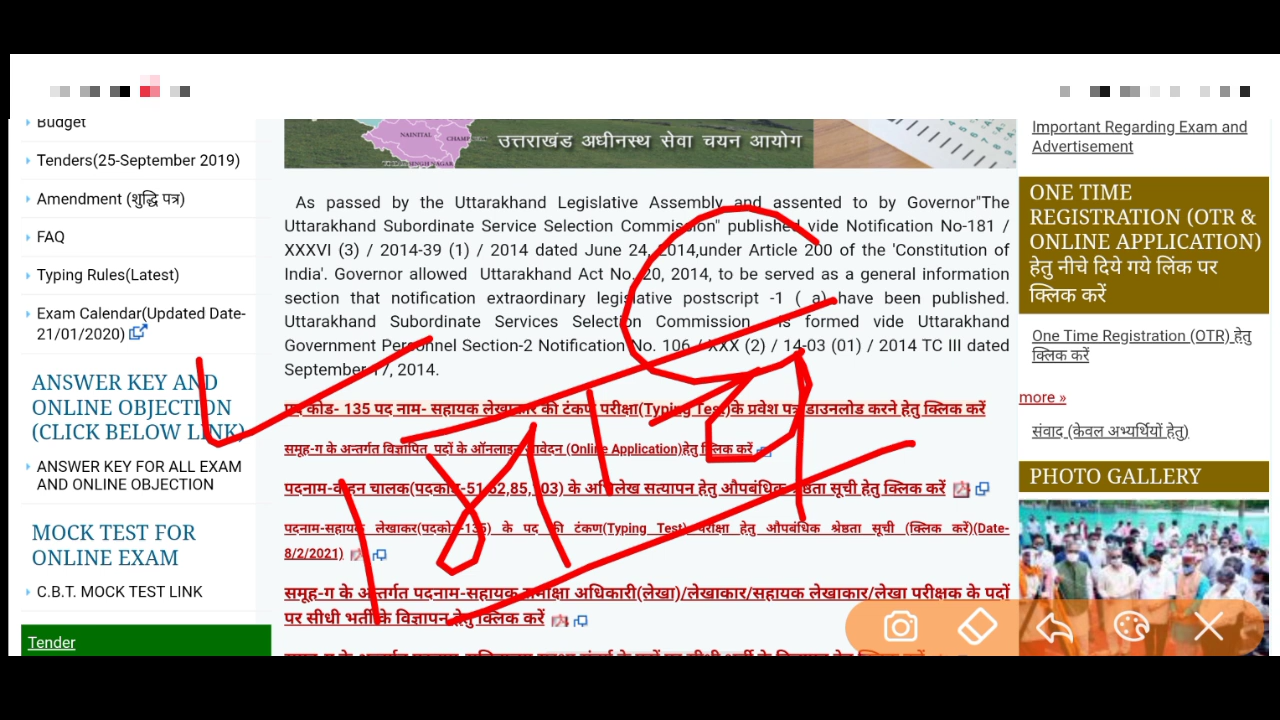 Budget
Tenders(25-September 2019)
Amendment (शुद्धि पत्र)
FAQ
Typing Rules(Latest)
Exam Calendar(Updated Date-
21/01/2020)
ANSWER KEY AND
ONLINE OBJECTION
(CLICK BELOW LINK)
ANSWER KEY FOR ALL EXAM
AND ONLINE OBJECTION
MOCK TEST FOR
ONLINE EXAM
C.B.T. MOCK TEST LINK
Tender
NAINITAL
उत्तराखंड अधीनस्थ सेवा चयन आयोग
As passed by the Uttarakhand Legislative Assembly and assented to by Governor"The
Uttarakhand Subordinate Service Selection Commission" published vide Notification No-181 /
XXXVI (3) / 2014-39 (1) / 2014 dated June 24, 2014,under Article 200 of the 'Constitution of
India'. Governor allowed Uttarakhand Act No. 20, 2014, to be served as a general information
section that notification extraordinary legislative postscript -1 ( a) have been published.
Uttarakhand Subordinate Services Selection Commission is formed vide Uttarakhand
Government Personnel Section-2 Notification No. 106 / XXX (2) / 14-03 (01) / 2014 TC III dated
September 17, 2014.
पद कोड- 135 पद नाम- सहायक लेखाकार की टंकण परीक्षा(Typing Test)के प्रवेश पत्र डाउनलोड करने हेतु क्लिक करें
समूह-ग के अन्तर्गत विज्ञापित पदों के ऑनलाइन आवेदन (Online Application)हेतु क्लिक करें
पदनाम-वाहन चालक(पदकोड-51,62,85,103) के अभिलेख सत्यापन हेतु औपबंधिक श्रेष्ठता सूची हेतु क्लिक करें
पदनाम-सहायक लेखाकार(पदकोड-135) के पद की टंकण(Typing Test) परीक्षा हेतु औपबंधिक श्रेष्ठता सूची (क्लिक करें)(Date-
8/2/2021)
समूह-ग के अन्तर्गत पदनाम-सहायक समीक्षा अधिकारी(लेखा)/लेखाकार/सहायक लेखाकार/लेखा परीक्षक के पदों
पर सीधी भर्ती के विज्ञापन हेतु क्लिक करें
Important Regarding Exam and
Advertisement
ONE TIME
REGISTRATION (OTR &
ONLINE APPLICATION)
हेतु नीचे दिये गये लिंक पर
क्लिक करें
One Time Registration (OTR) हेतु
क्लिक करें
more »
संवाद (केवल अभ्यर्थियों हेतु)
PHOTO GALLERY